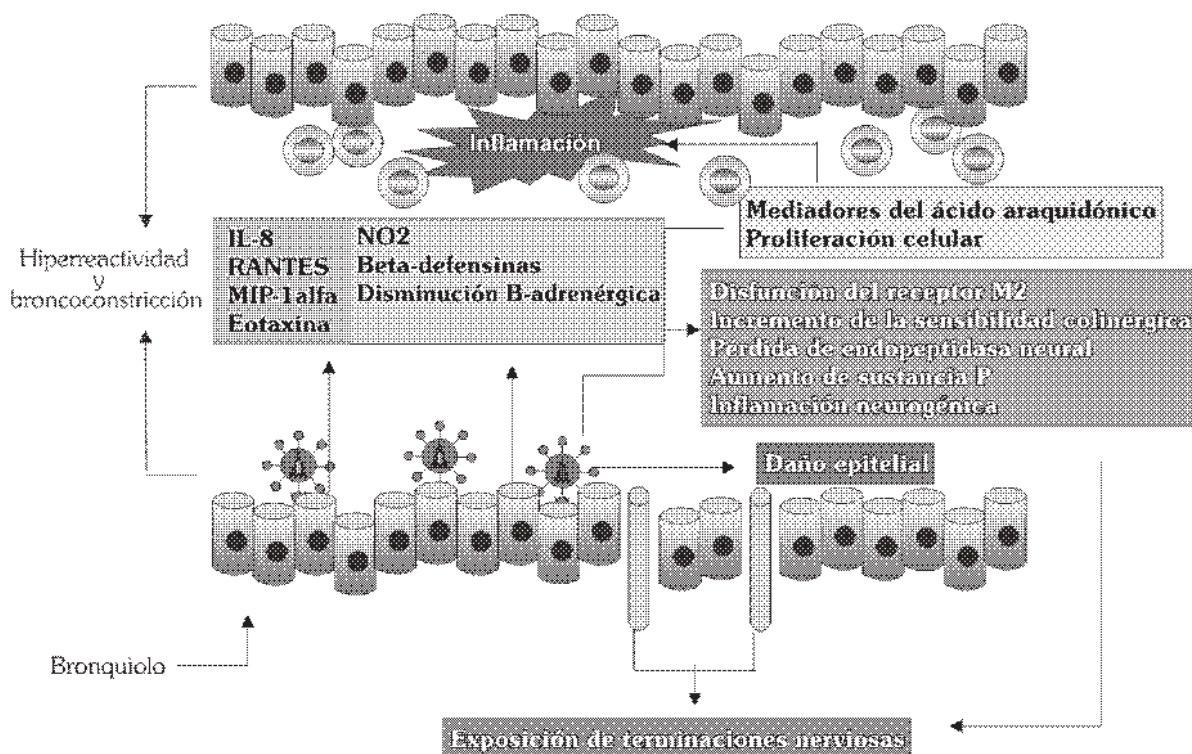 Inflamación
Mediadores del ácido araquidónico
Proliferación celular
Hiperreactividad
y
broncoconstricción
IL-8
RANTES
MIP-1alfa
Eotaxina
NO2
Beta-defensinas
Disminución B-adrenérgica
Disfunción del receptor M2
Incremento de la sensibilidad colinérgica
Pérdida de endopeptidasa neural
Aumento de sustancia P
Inflamación neurogénica
Daño epitelial
Bronquiolo
Exposición de terminaciones nerviosas